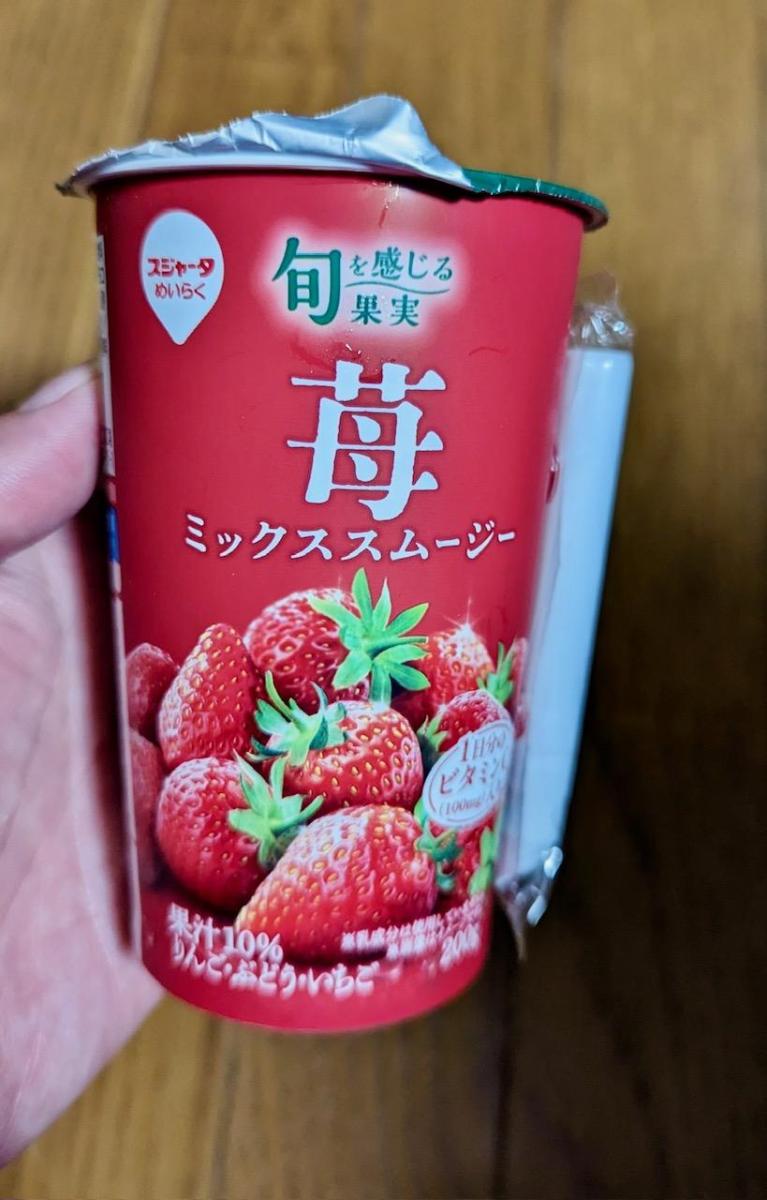 スジャータ
めいらく
旬を感じる
果実
苺
ミックススムージー
1日分の
ビタミン
(100mg)
果汁10%
りんご・ぶどう・いちご
200g